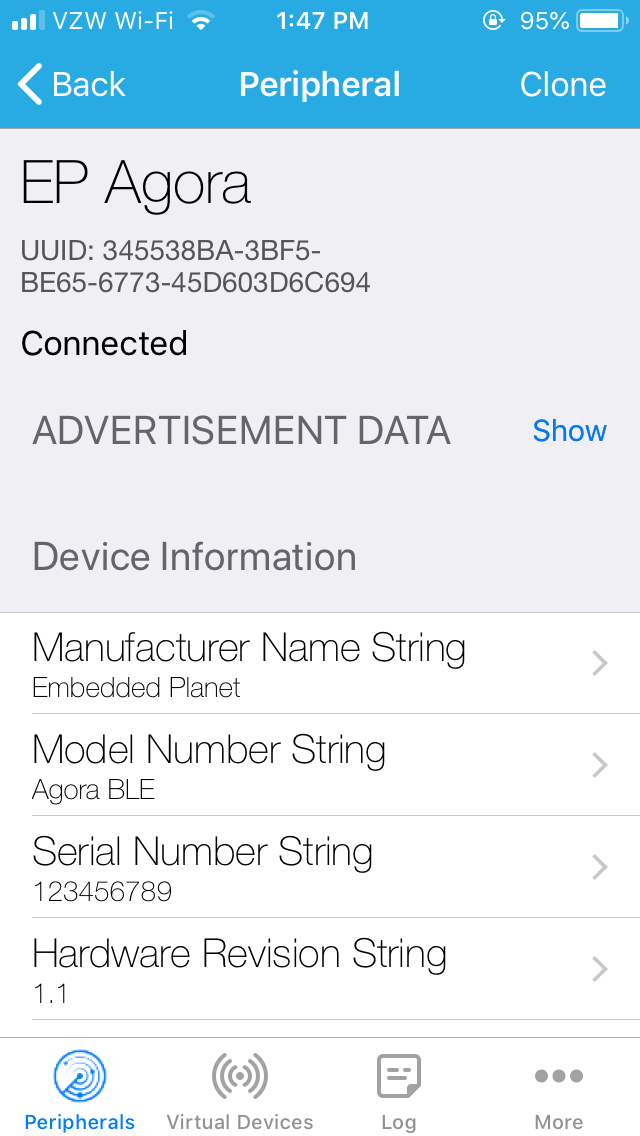 VZW Wi-Fi 1:47 PM 95%
Back Peripheral Clone
EP Agora
UUID: 345538BA-3BF5-
BE65-6773-45D603D6C694
Connected
ADVERTISEMENT DATA Show
Device Information
Manufacturer Name String
Embedded Planet
Model Number String
Agora BLE
Serial Number String
123456789
Hardware Revision String
1.1
Peripherals Virtual Devices Log More